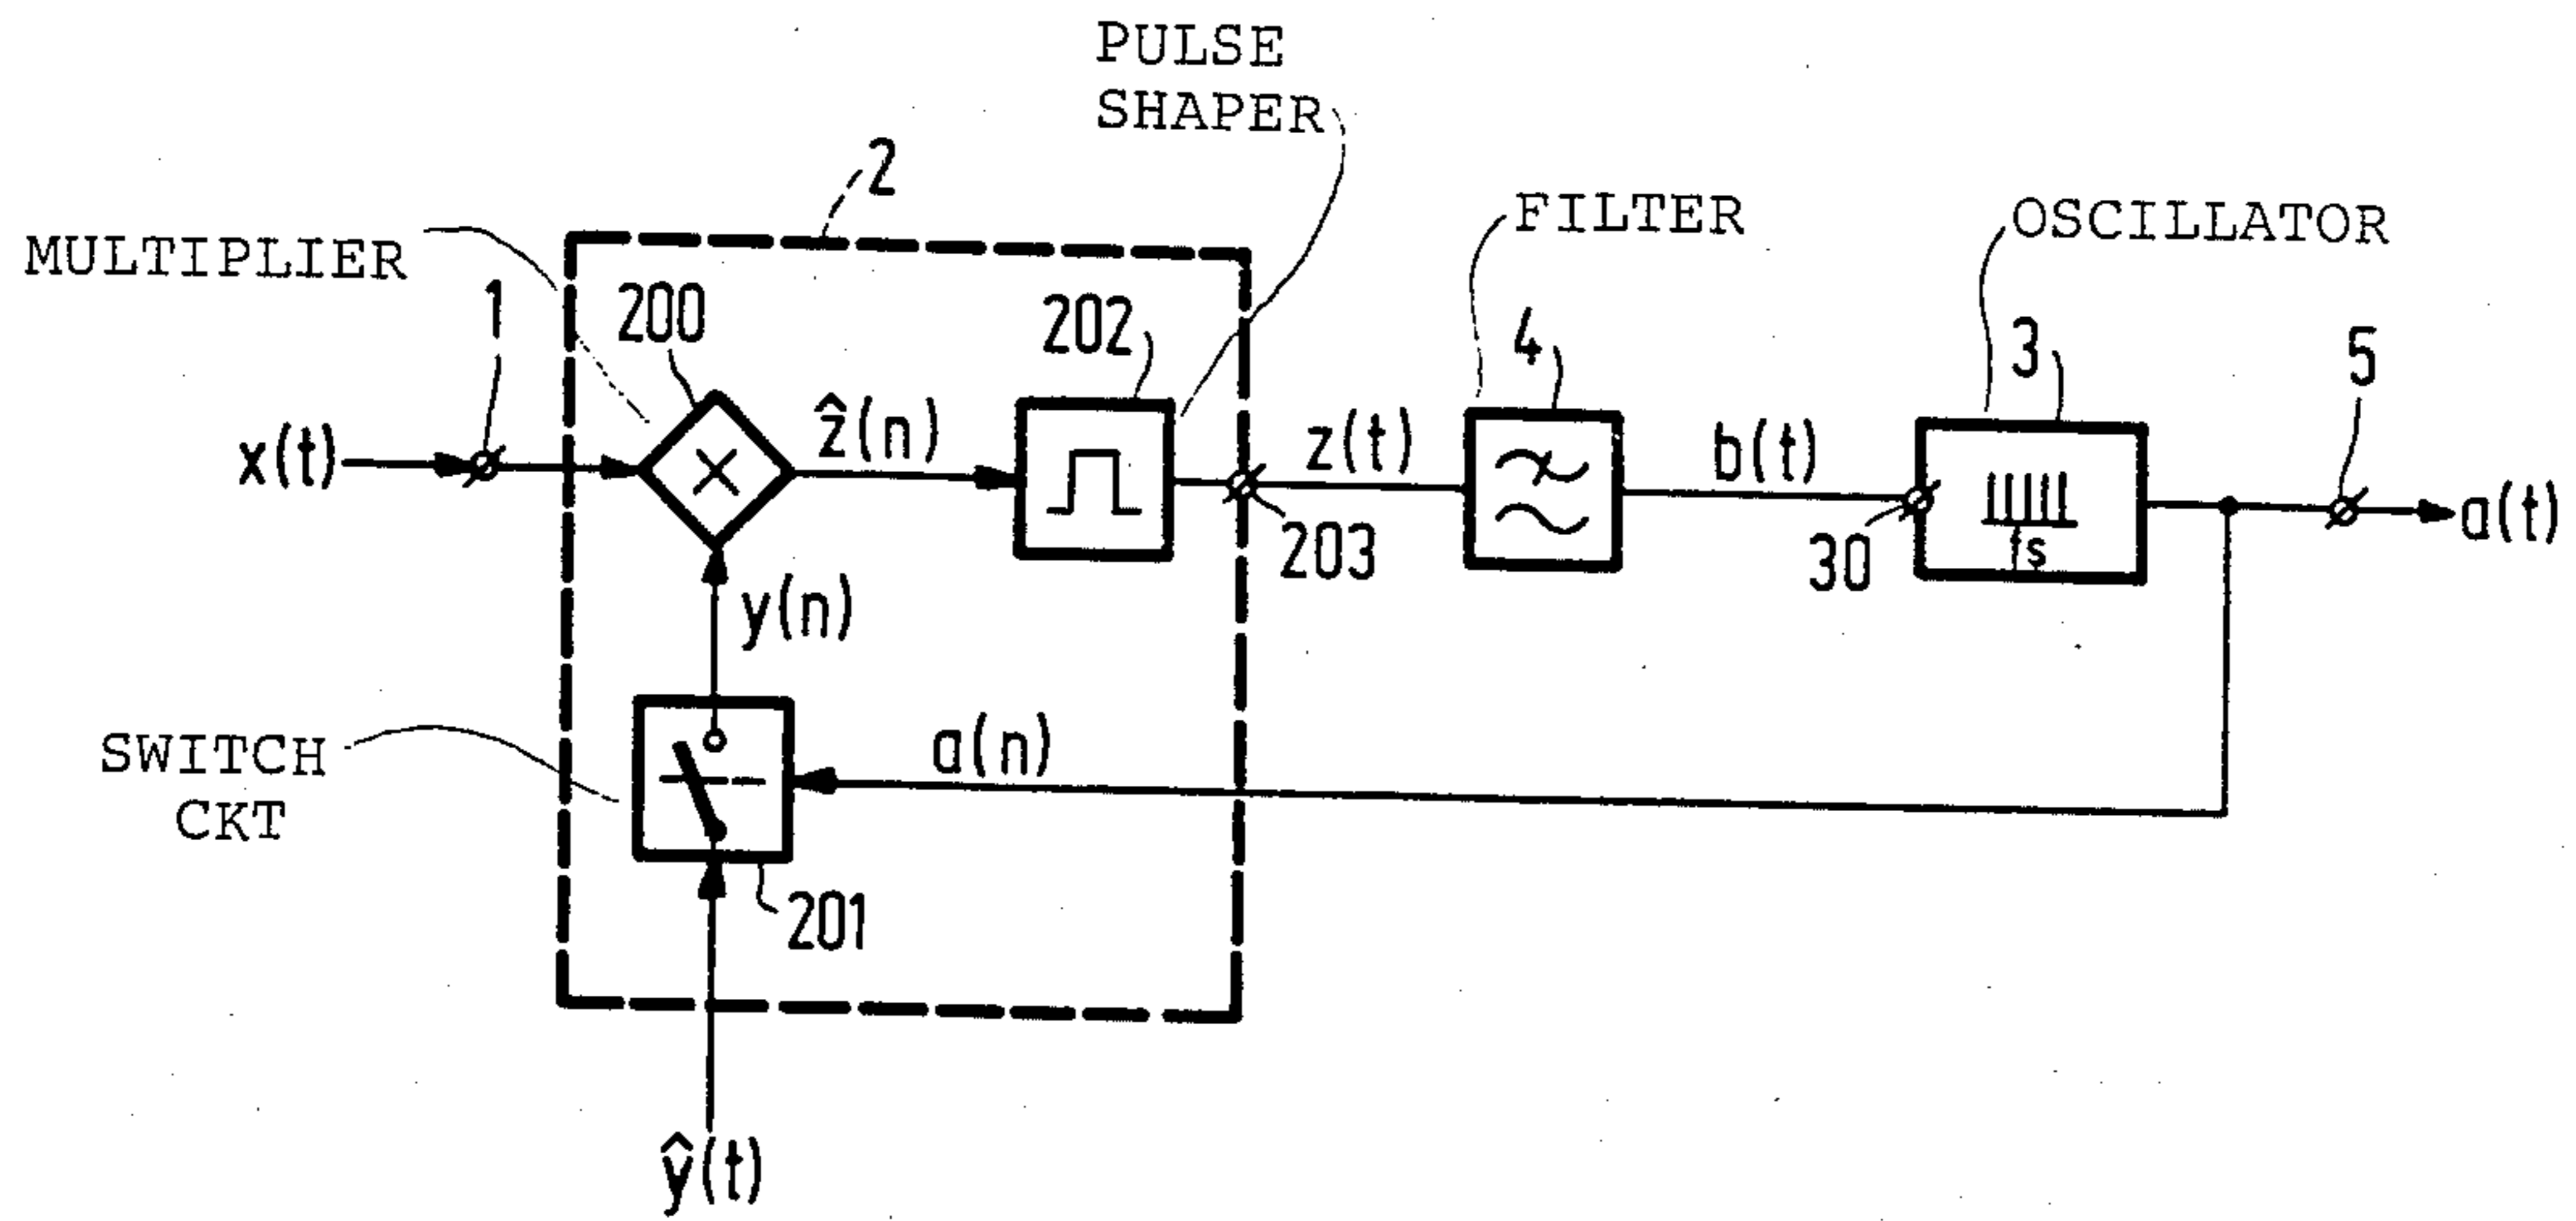 PULSE
SHAPER
2
FILTER
OSCILLATOR
MULTIPLIER
1
200
202
4
3
5
x(t)
ẑ(n)
z(t)
b(t)
a(t)
203
30
fs
y(n)
SWITCH
CKT
a(n)
201
ŷ(t)